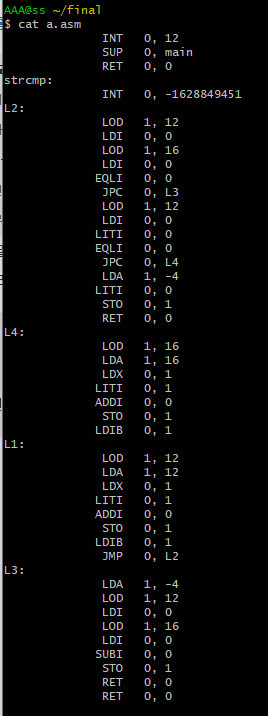 AAA@ss ~/final
$ cat a.asm
INT 0, 12
SUP 0, main
RET 0, 0
strcmp:
INT 0, -1628849451
L2:
LOD 1, 12
LDI 0, 0
LOD 1, 16
LDI 0, 0
EQLI 0, 0
JPC 0, L3
LOD 1, 12
LDI 0, 0
LITI 0, 0
EQLI 0, 0
JPC 0, L4
LDA 1, -4
LITI 0, 0
STO 0, 1
RET 0, 0
L4:
LOD 1, 16
LDA 1, 16
LDX 0, 1
LITI 0, 1
ADDI 0, 0
STO 0, 1
LDIB 0, 1
L1:
LOD 1, 12
LDA 1, 12
LDX 0, 1
LITI 0, 1
ADDI 0, 0
STO 0, 1
LDIB 0, 1
JMP 0, L2
L3:
LDA 1, -4
LOD 1, 12
LDI 0, 0
LOD 1, 16
LDI 0, 0
SUBI 0, 0
STO 0, 1
RET 0, 0
RET 0, 0